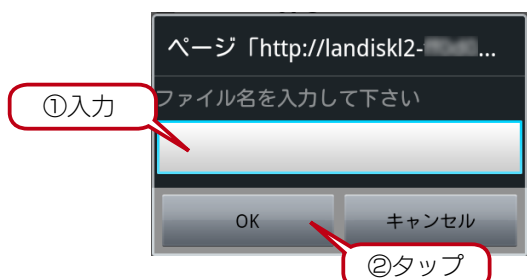 ページ「http://landiskl2- ...
ファイル名を入力して下さい
①入力
OK
キャンセル
②タップ